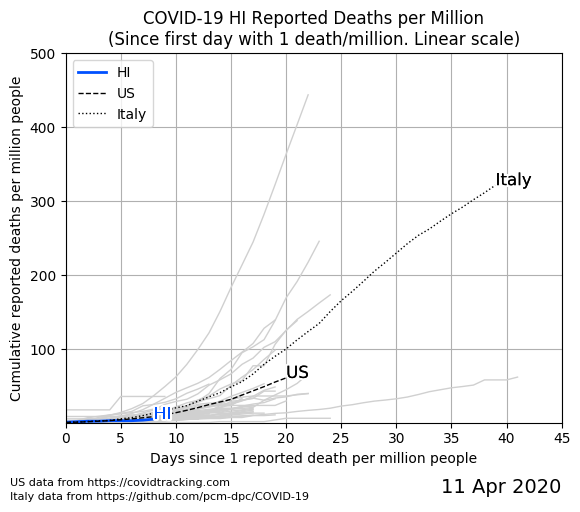 COVID-19 HI Reported Deaths per Million
(Since first day with 1 death/million. Linear scale)
Cumulative reported deaths per million people
500
400
300
200
100
HI
US
Italy
Italy
US
HI
0 5 10 15 20 25 30 35 40 45
Days since 1 reported death per million people
US data from https://covidtracking.com
Italy data from https://github.com/pcm-dpc/COVID-19
11 Apr 2020